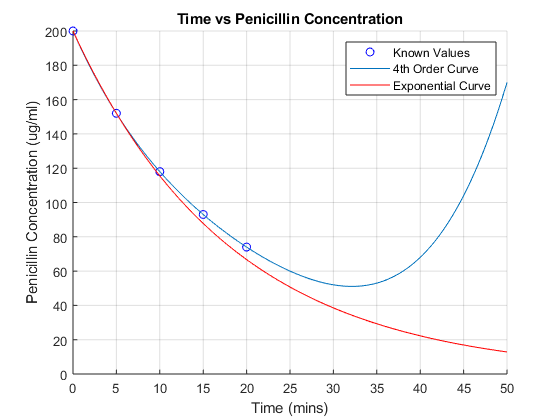 Time vs Penicillin Concentration
Known Values
4th Order Curve
Exponential Curve
Penicillin Concentration (ug/ml)
200
180
160
140
120
100
80
60
40
20
0
0 5 10 15 20 25 30 35 40 45 50
Time (mins)